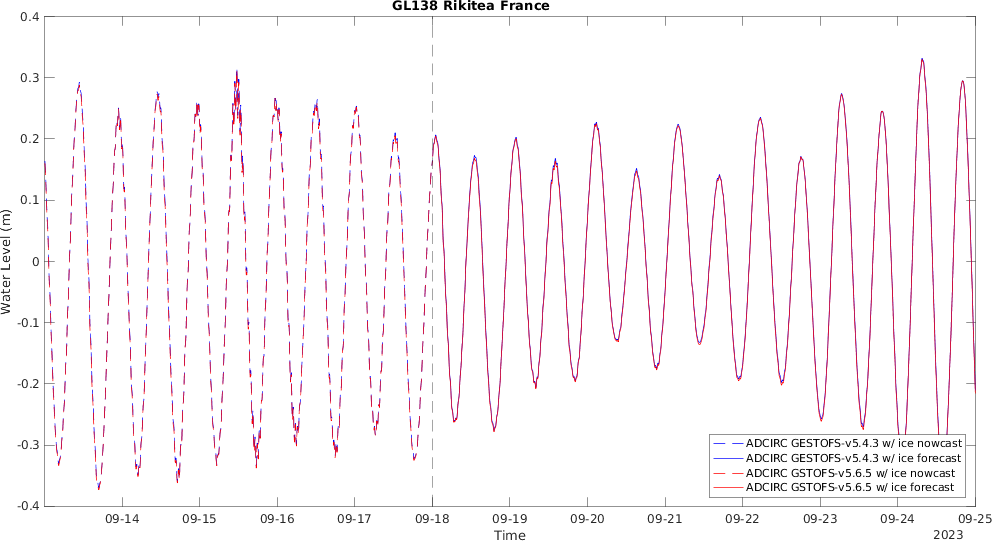 GL138 Rikitea France
0.4
0.3
0.2
0.1
0
-0.1
-0.2
-0.3
-0.4
Water Level (m)
ADCIRC GESTOFS-v5.4.3 w/ ice nowcast
ADCIRC GESTOFS-v5.4.3 w/ ice forecast
ADCIRC GSTOFS-v5.6.5 w/ ice nowcast
ADCIRC GSTOFS-v5.6.5 w/ ice forecast
09-14 09-15 09-16 09-17 09-18 09-19 09-20 09-21 09-22 09-23 09-24 09-25
Time
2023